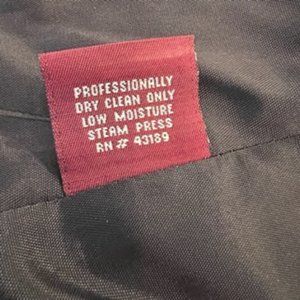 PROFESSIONALLY
DRY CLEAN ONLY
LOW MOISTURE
STEAM PRESS
RN # 43189